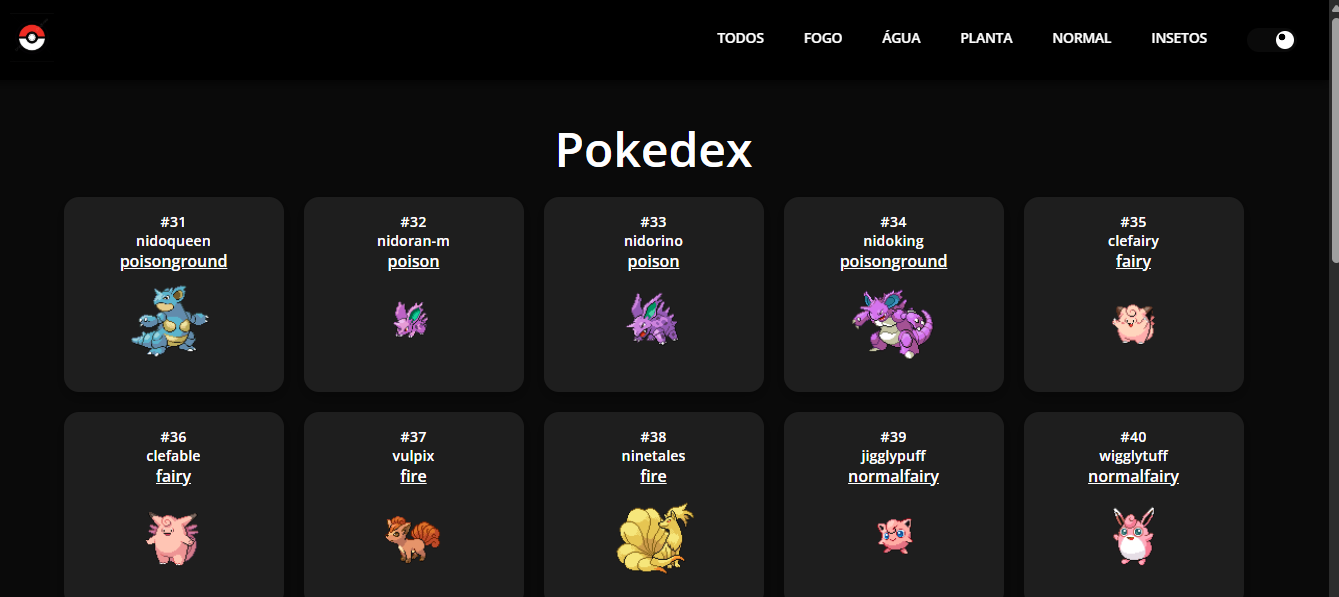 TODOS FOGO ÁGUA PLANTA NORMAL INSETOS
Pokedex
#31
nidoqueen
poisonground
#32
nidoran-m
poison
#33
nidorino
poison
#34
nidoking
poisonground
#35
clefairy
fairy
#36
clefable
fairy
#37
vulpix
fire
#38
ninetales
fire
#39
jigglypuff
normalfairy
#40
wigglytuff
normalfairy